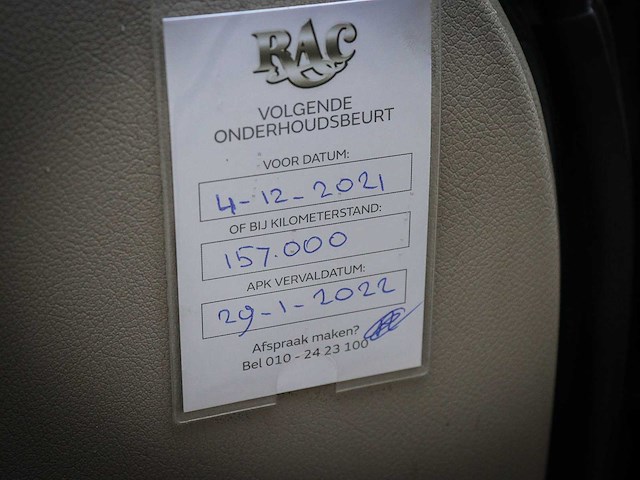 RAC
VOLGENDE
ONDERHOUDSBEURT
VOOR DATUM:
4-12-2021
OF BIJ KILOMETERSTAND:
157.000
APK VERVALDATUM:
29-1-2022
Afspraak maken?
Bel 010 - 24 23 100